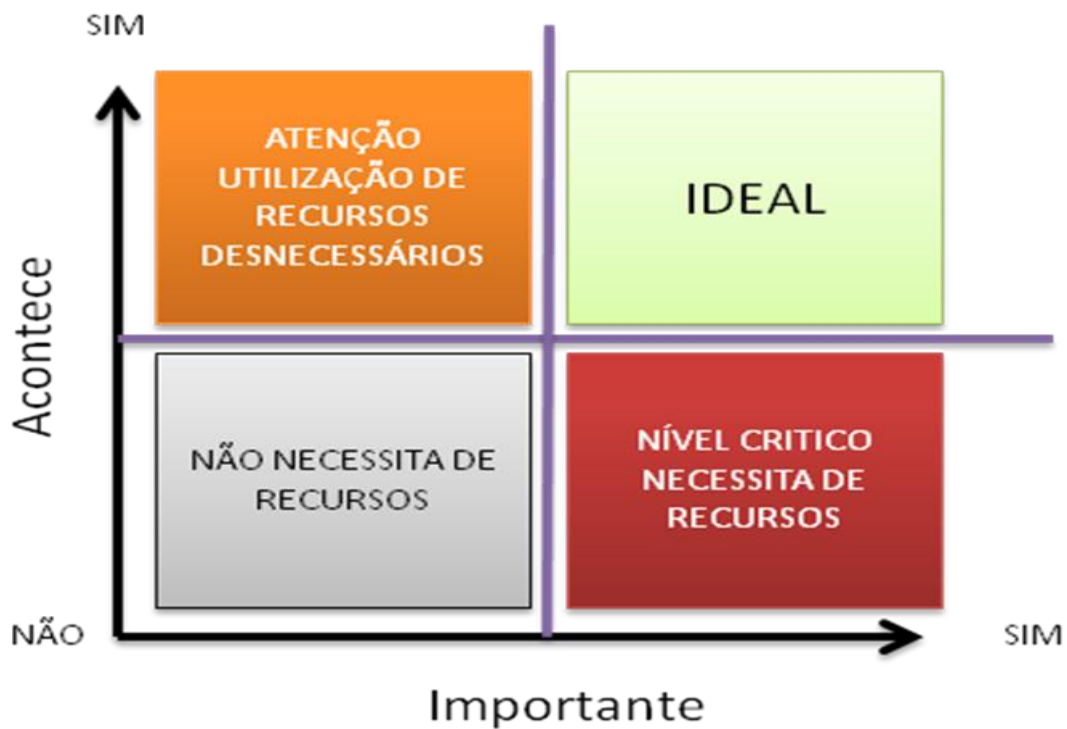 SIM
ATENÇÃO
UTILIZAÇÃO DE
RECURSOS
DESNECESSÁRIOS
IDEAL
Acontece
NÃO NECESSITA DE
RECURSOS
NÍVEL CRITICO
NECESSITA DE
RECURSOS
NÃO
SIM
Importante